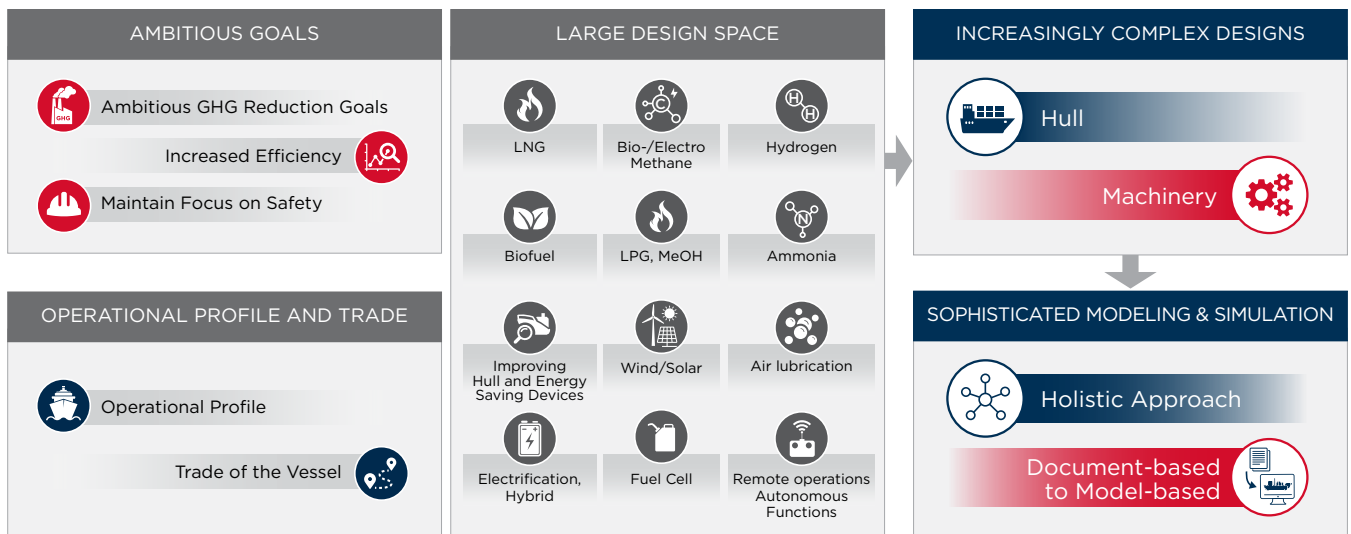 AMBITIOUS GOALS
GHG
Ambitious GHG Reduction Goals
Increased Efficiency
Maintain Focus on Safety
OPERATIONAL PROFILE AND TRADE
Operational Profile
Trade of the Vessel
LARGE DESIGN SPACE
LNG
C
Bio-/Electro
Methane
H
H
Hydrogen
Biofuel
LPG, MeOH
N
Ammonia
Improving
Hull and Energy
Saving Devices
Wind/Solar
Air lubrication
Electrification,
Hybrid
Fuel Cell
Remote operations
Autonomous
Functions
INCREASINGLY COMPLEX DESIGNS
Hull
Machinery
SOPHISTICATED MODELING & SIMULATION
Holistic Approach
Document-based
to Model-based